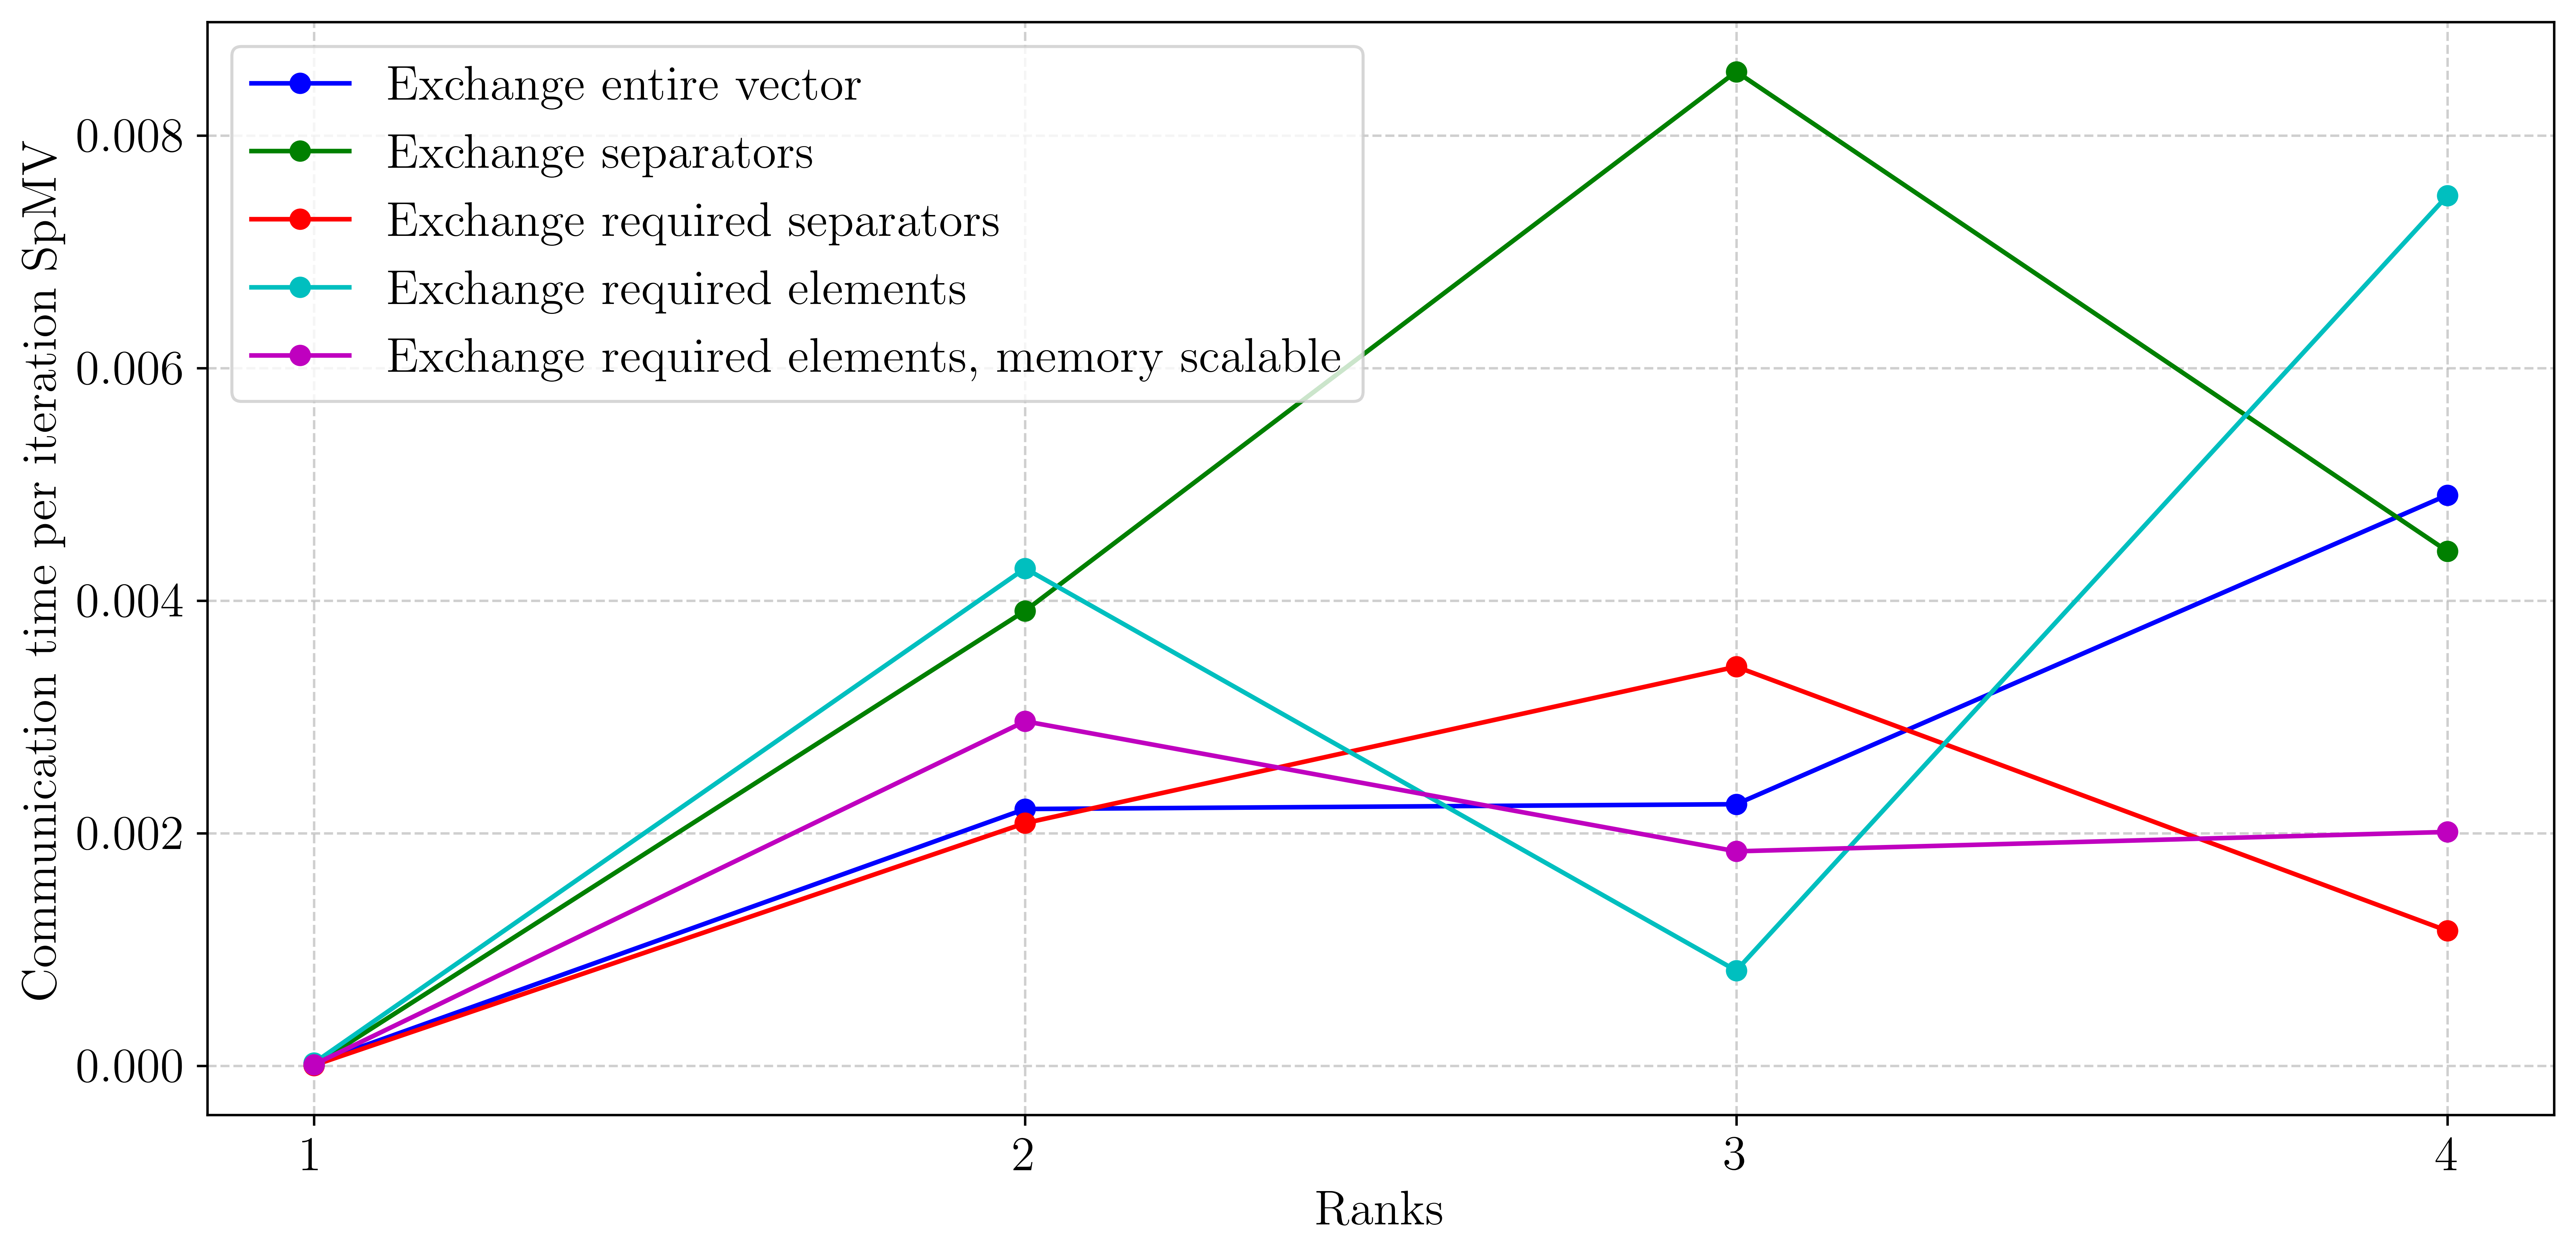 Communication time per iteration SpMV
0.008
0.006
0.004
0.002
0.000
Exchange entire vector
Exchange separators
Exchange required separators
Exchange required elements
Exchange required elements, memory scalable
1 2 3 4
Ranks